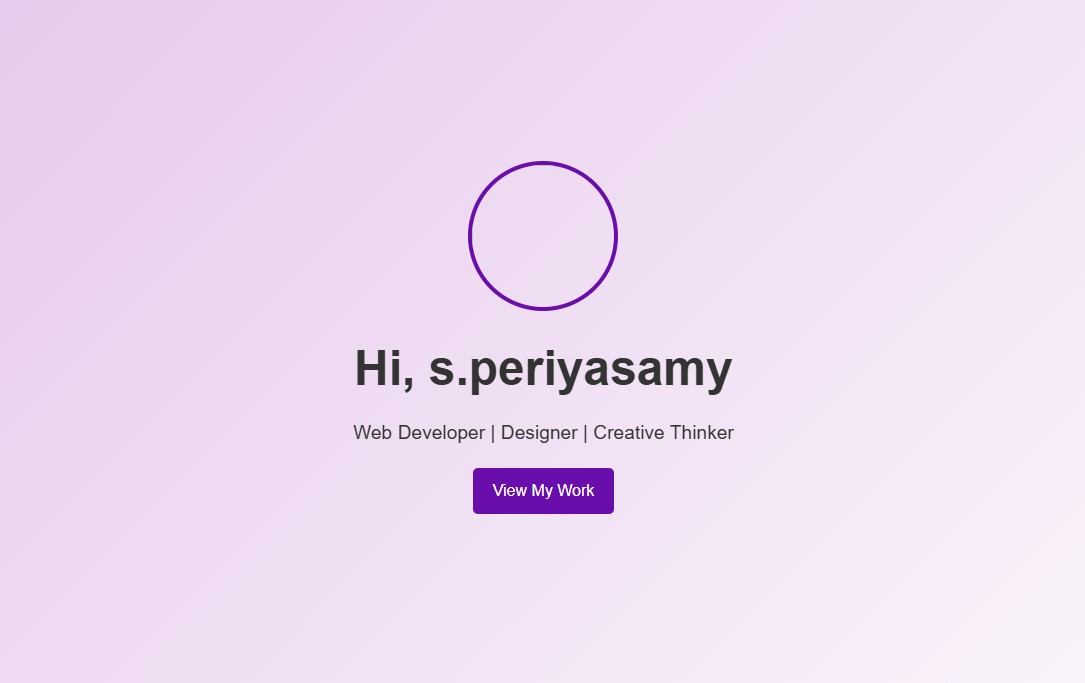 Hi, s.periyasamy
Web Developer | Designer | Creative Thinker
View My Work